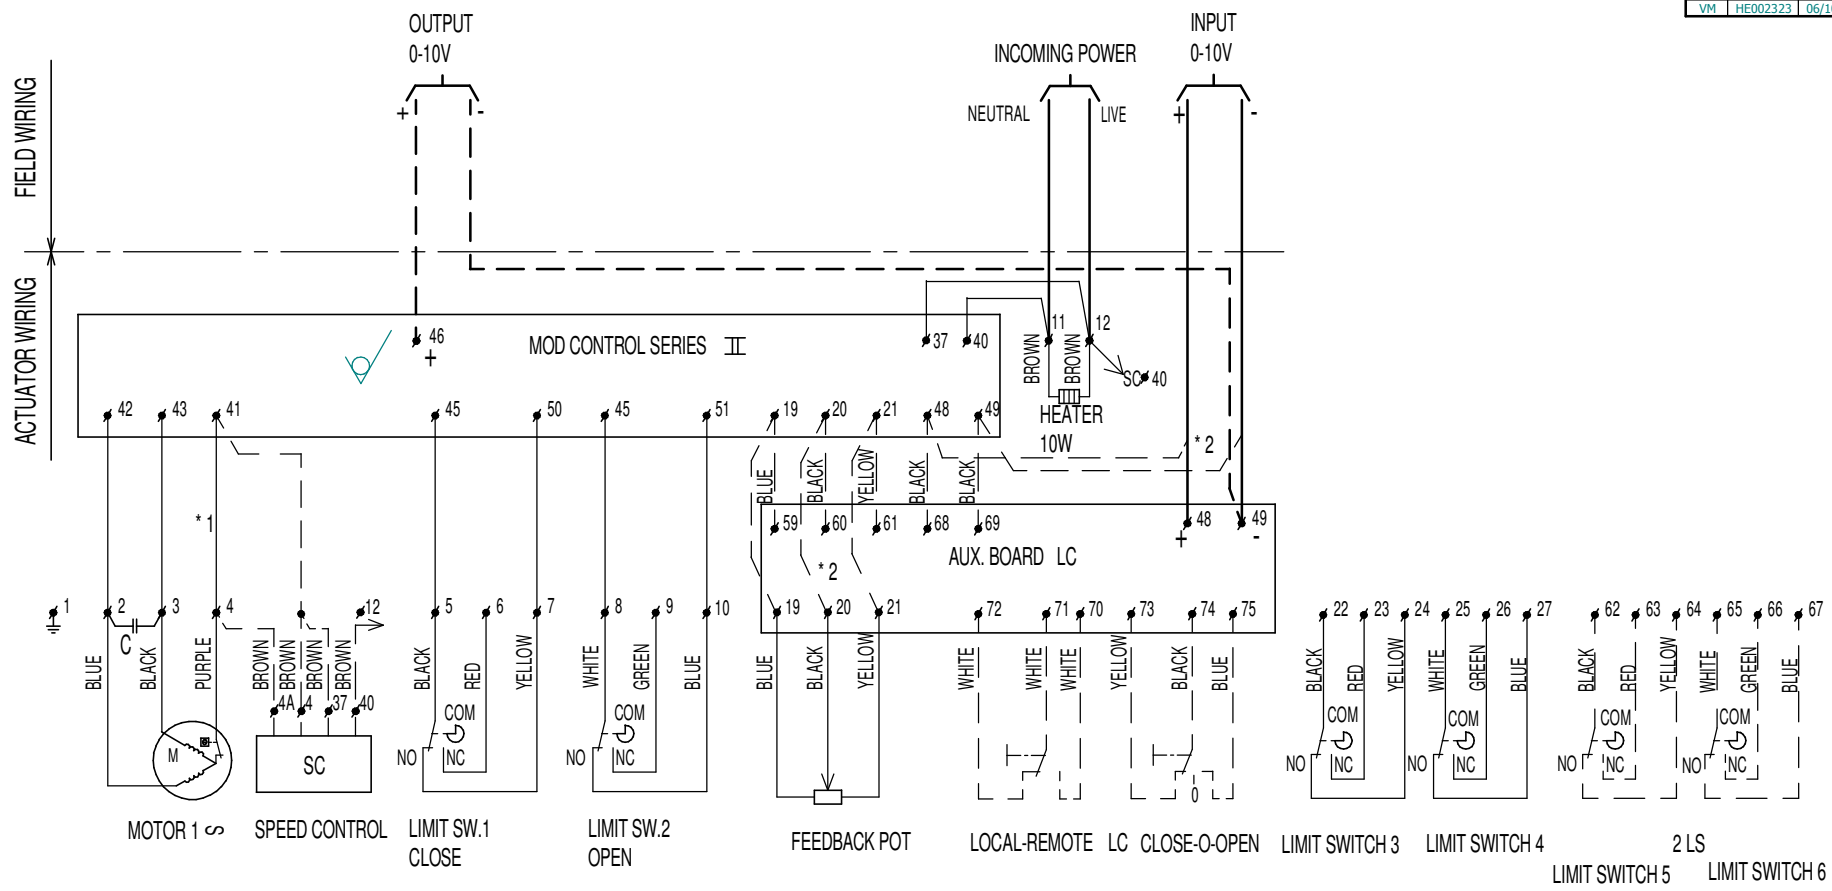 VM HE002323
OUTPUT
0-10V
+ -
INCOMING POWER
NEUTRAL LIVE
INPUT
0-10V
+ -
FIELD WIRING
ACTUATOR WIRING
46
+
MOD CONTROL SERIES II
37 40
11 12
BROWN BROWN
SC 40
HEATER
10W
42 43 41 45 50 45 51 19 20 21 48 49
* 2
BLUE BLACK YELLOW BLACK BLACK
* 1
59 60 61 68 69
48 49
+ -
AUX. BOARD LC
* 2
1 2 3 4 12 5 6 7 8 9 10 19 20 21 72 71 70 73 74 75 22 23 24 25 26 27 62 63 64 65 66 67
C
BLUE BLACK PURPLE BROWN BROWN BROWN BROWN BLACK RED YELLOW WHITE GREEN BLUE BLUE BLACK YELLOW WHITE WHITE WHITE YELLOW BLACK BLUE BLACK RED YELLOW WHITE GREEN BLUE BLACK RED YELLOW WHITE GREEN BLUE
4A 4 37 40
M
SC
COM
NO NC
COM
NO NC
0
COM
NO NC
COM
NO NC
COM
NO NC
COM
NO NC
MOTOR 1
SPEED CONTROL
LIMIT SW.1
CLOSE
LIMIT SW.2
OPEN
FEEDBACK POT
LOCAL-REMOTE LC CLOSE-O-OPEN
LIMIT SWITCH 3
LIMIT SWITCH 4
2 LS
LIMIT SWITCH 5
LIMIT SWITCH 6